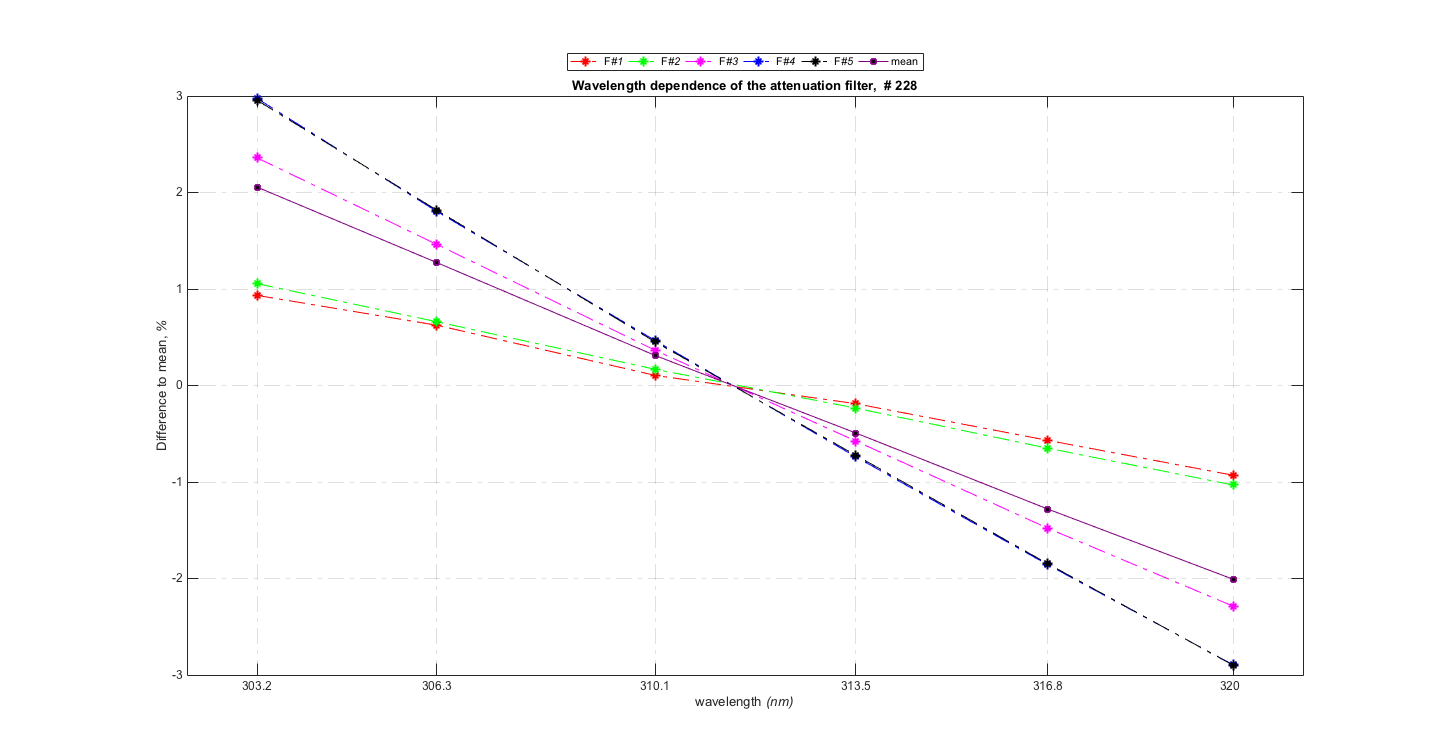 F#1 F#2 F#3 F#4 F#5 mean
Wavelength dependence of the attenuation filter, # 228
3
2
1
0
-1
-2
-3
Difference to mean, %
303.2 306.3 310.1 313.5 316.8 320
wavelength (nm)